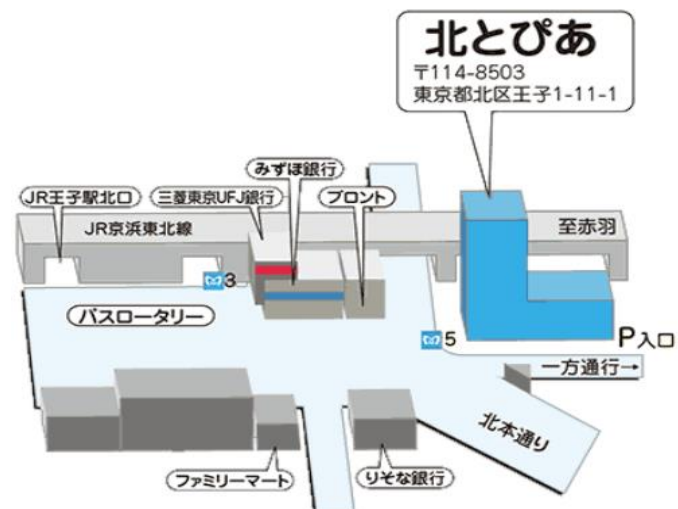 北とぴあ
〒114-8503
東京都北区王子1-11-1
みずほ銀行
JR王子駅北口
三菱東京UFJ銀行
プロント
JR京浜東北線
至赤羽
3
バスロータリー
5
P入口
一方通行→
北本通り
ファミリーマート
りそな銀行